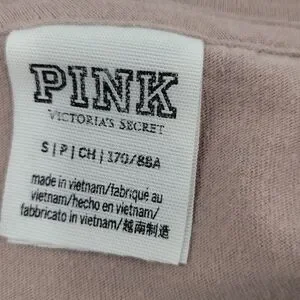 PINK
VICTORIA'S SECRET
S | P | CH | 170/88A
made in vietnam/fabriqué au
vietnam/hecho en vietnam/
fabbricato in vietnam/越南制造